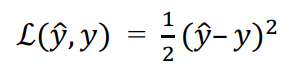 ℒ(ŷ, y) = 1/2 (ŷ– y)²